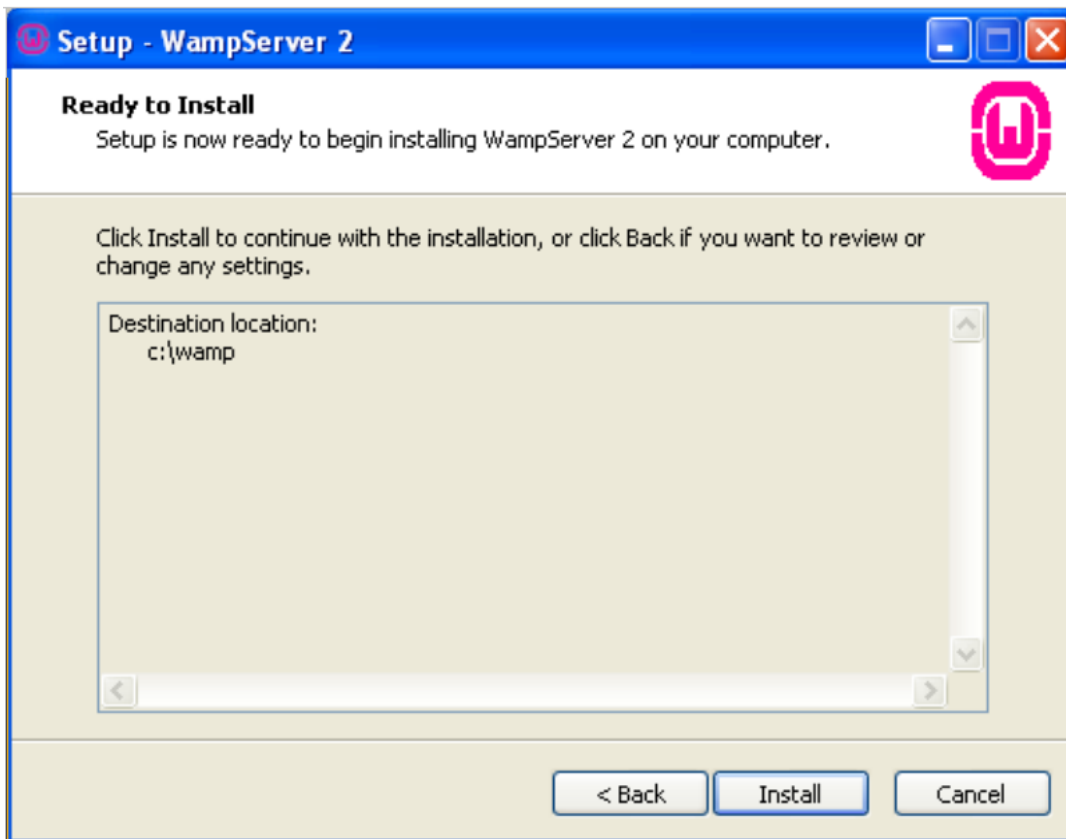 Setup - WampServer 2
Ready to Install
Setup is now ready to begin installing WampServer 2 on your computer.
Click Install to continue with the installation, or click Back if you want to review or
change any settings.
Destination location:
c:\wamp
< Back
Install
Cancel